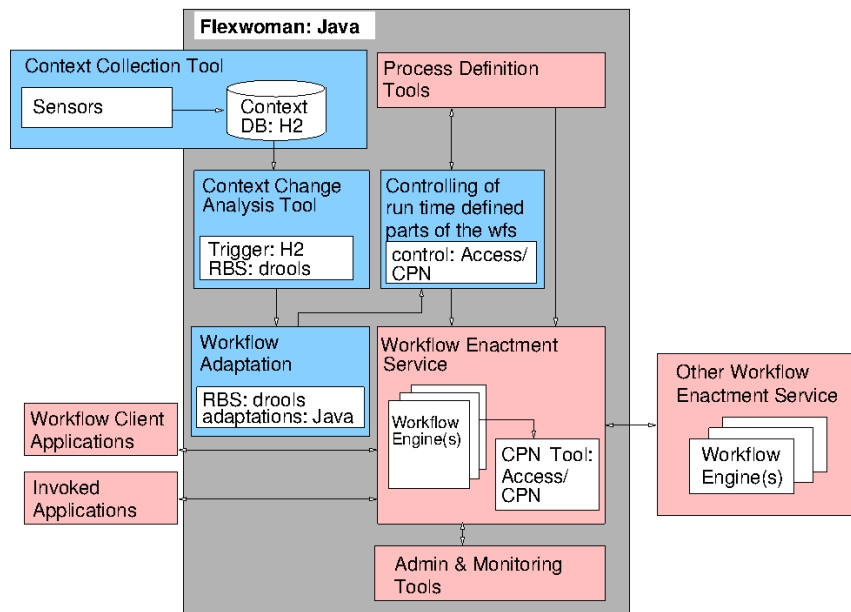 Flexwoman: Java
Context Collection Tool
Sensors
Context
DB: H2
Process Definition
Tools
Context Change
Analysis Tool
Trigger: H2
RBS: drools
Controlling of
run time defined
parts of the wfs
control: Access/
CPN
Workflow
Adaptation
RBS: drools
adaptations: Java
Workflow Enactment
Service
Workflow
Engine(s)
CPN Tool:
Access/
CPN
Other Workflow
Enactment Service
Workflow
Engine(s)
Workflow Client
Applications
Invoked
Applications
Admin & Monitoring
Tools